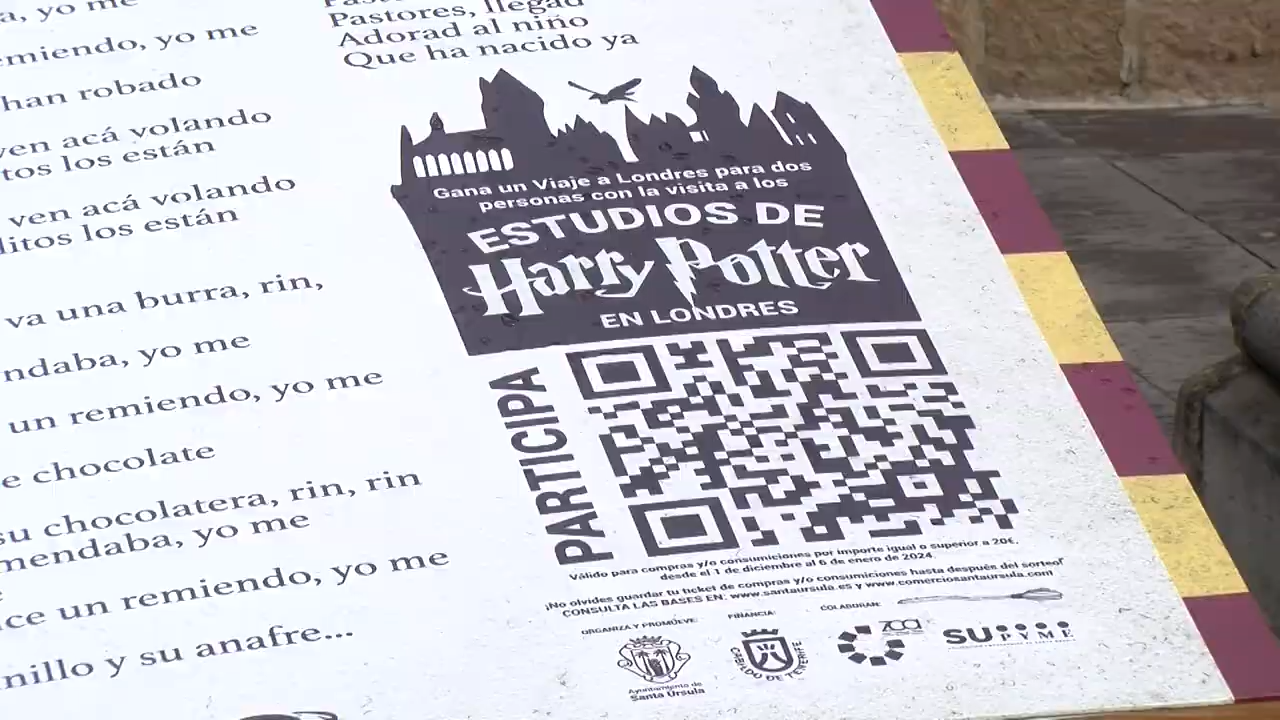 a, yo me
emiendo, yo me
han robado
ven acá volando
tos los están
ven acá volando
litos los están
va una burra, rin,
ndaba, yo me
un remiendo, yo me
e chocolate
su chocolatera, rin, rin
mendaba, yo me
ce un remiendo, yo me
nillo y su anafre...
Pastores, llegad
Adorad al niño
Que ha nacido ya
Gana un Viaje a Londres para dos
personas con la visita a los
ESTUDIOS DE
Harry Potter
EN LONDRES
PARTICIPA
Válido para compras y/o consumiciones por importe igual o superior a 20€,
desde el 1 de diciembre al 6 de enero de 2024.
¡No olvides guardar tu ticket de compras y/o consumiciones hasta después del sorteo!
CONSULTA LAS BASES EN: www.santaursula.es y www.comerciosantaursula.com
ORGANIZA Y PROMUEVE:
FINANCIA:
COLABORAN:
Ayuntamiento de
Santa Úrsula
CABILDO DE TENERIFE
ZCA
SUPYME